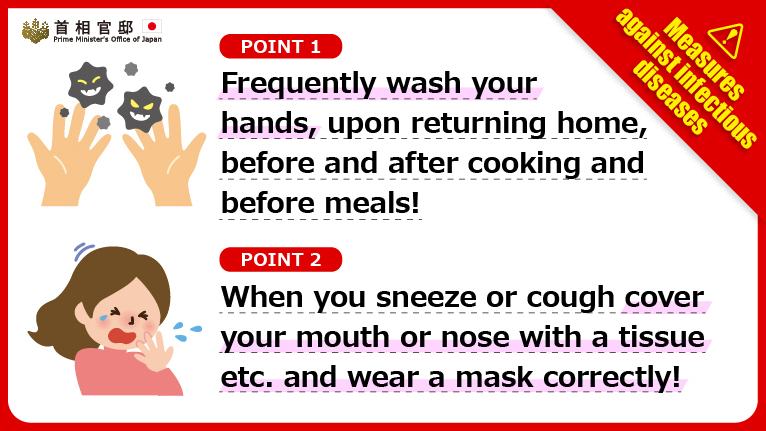 首相官邸
Prime Minister's Office of Japan
Measures
against infectious
diseases
POINT 1
Frequently wash your
hands, upon returning home,
before and after cooking and
before meals!
POINT 2
When you sneeze or cough cover
your mouth or nose with a tissue
etc. and wear a mask correctly!